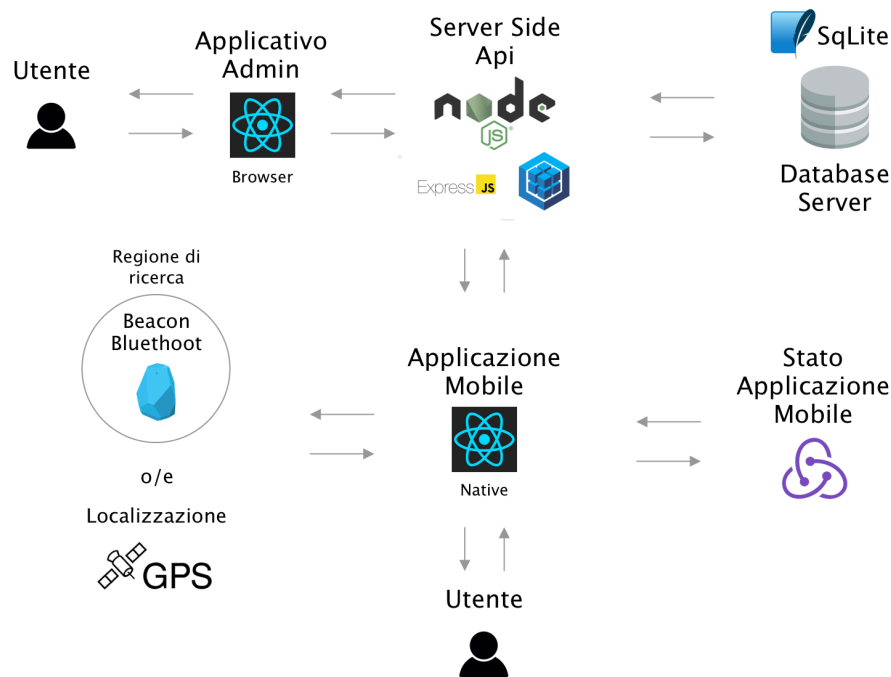 Utente
Applicativo
Admin
Browser
Server Side
Api
node
JS
Express
JS
SqLite
Database
Server
Regione di
ricerca
Beacon
Bluethoot
o/e
Localizzazione
GPS
Applicazione
Mobile
Native
Stato
Applicazione
Mobile
Utente